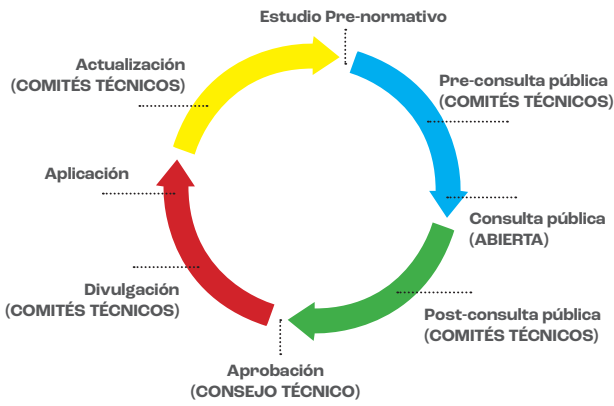 Estudio Pre-normativo
Pre-consulta pública
(COMITÉS TÉCNICOS)
Consulta pública
(ABIERTA)
Post-consulta pública
(COMITÉS TÉCNICOS)
Aprobación
(CONSEJO TÉCNICO)
Divulgación
(COMITÉS TÉCNICOS)
Aplicación
Actualización
(COMITÉS TÉCNICOS)